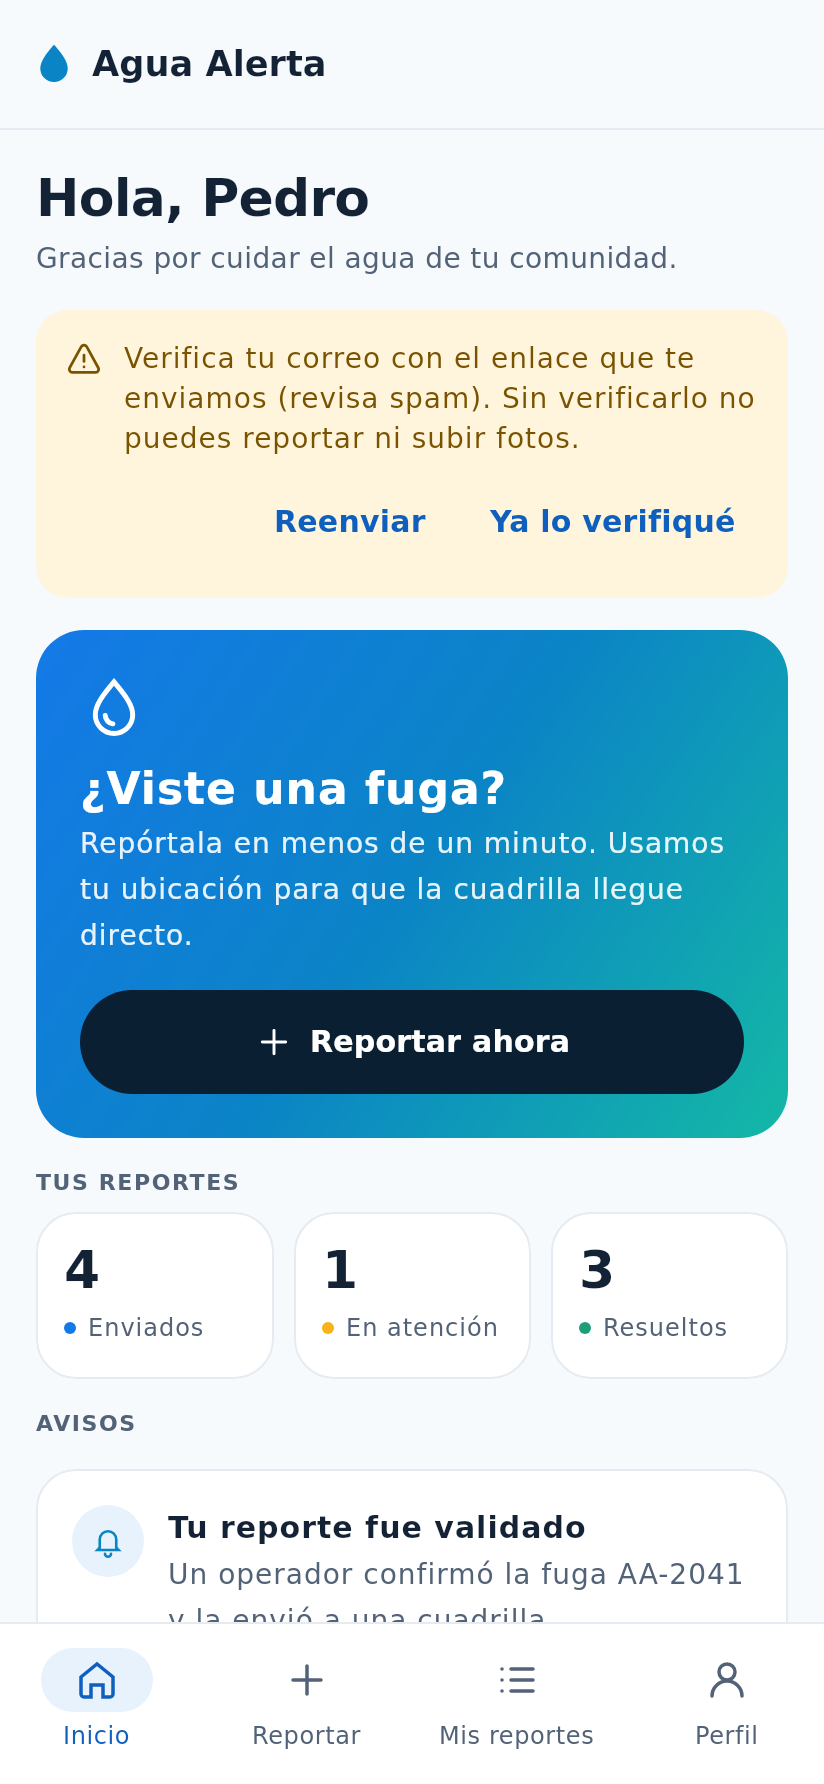 Agua Alerta
Hola, Pedro
Gracias por cuidar el agua de tu comunidad.
Verifica tu correo con el enlace que te
enviamos (revisa spam). Sin verificarlo no
puedes reportar ni subir fotos.
Reenviar Ya lo verifiqué
¿Viste una fuga?
Repórtala en menos de un minuto. Usamos
tu ubicación para que la cuadrilla llegue
directo.
Reportar ahora
TUS REPORTES
4 1 3
Enviados En atención Resueltos
AVISOS
Tu reporte fue validado
Un operador confirmó la fuga AA-2041
y la envió a una cuadrilla
Inicio Reportar Mis reportes Perfil